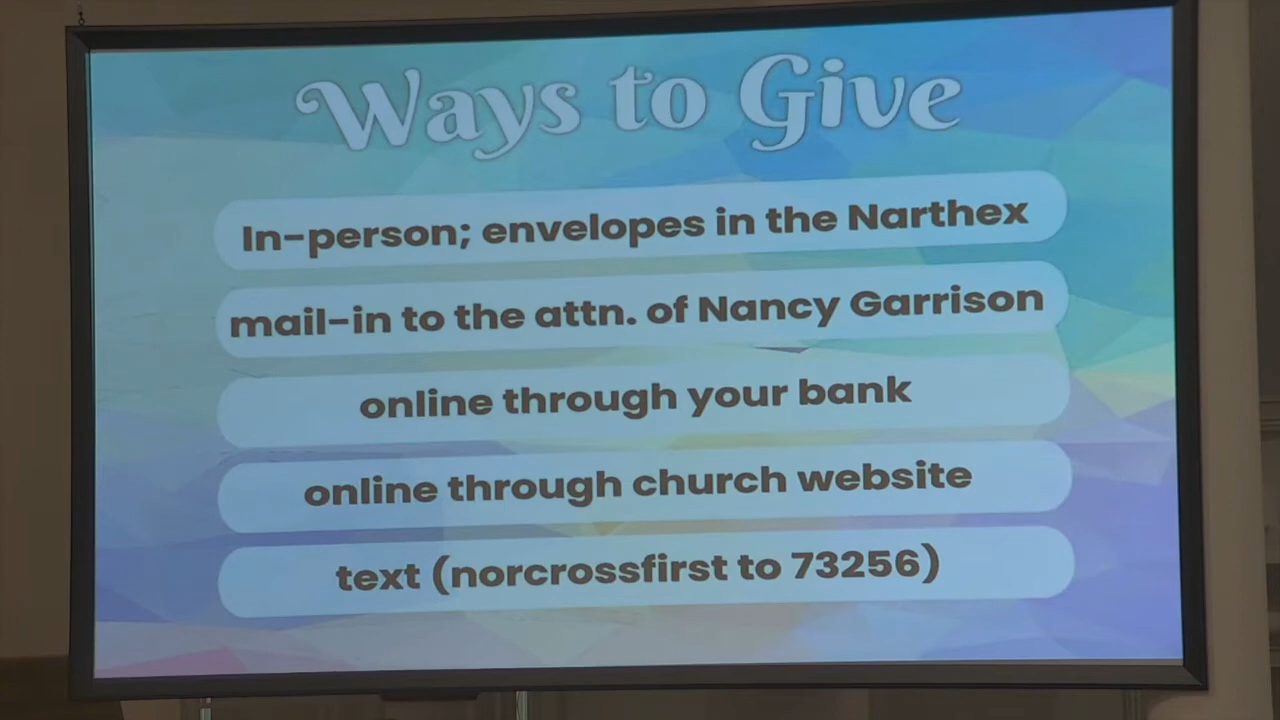 Ways to Give
In-person; envelopes in the Narthex
mail-in to the attn. of Nancy Garrison
online through your bank
online through church website
text (norcrossfirst to 73256)